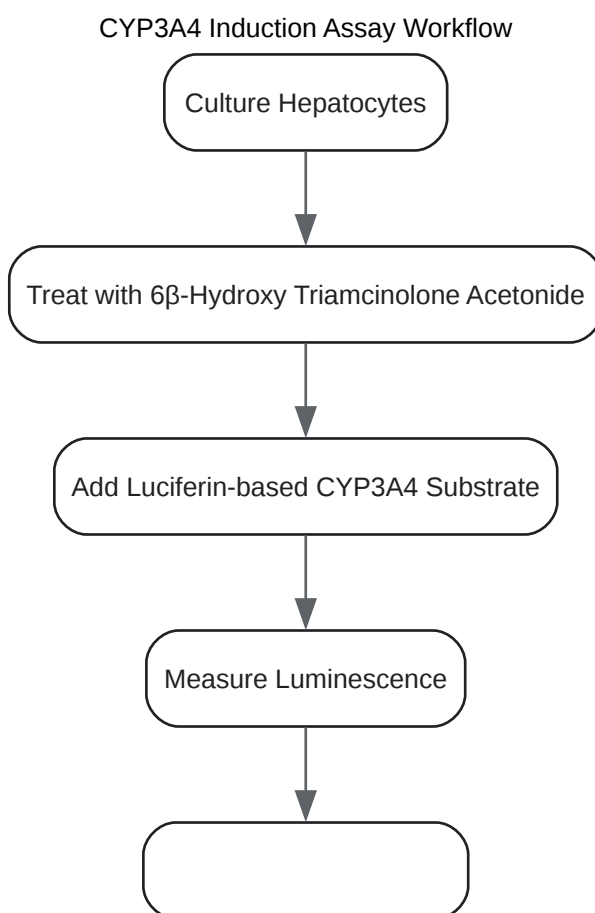 CYP3A4 Induction Assay Workflow
Culture Hepatocytes
Treat with 6β-Hydroxy Triamcinolone Acetonide
Add Luciferin-based CYP3A4 Substrate
Measure Luminescence